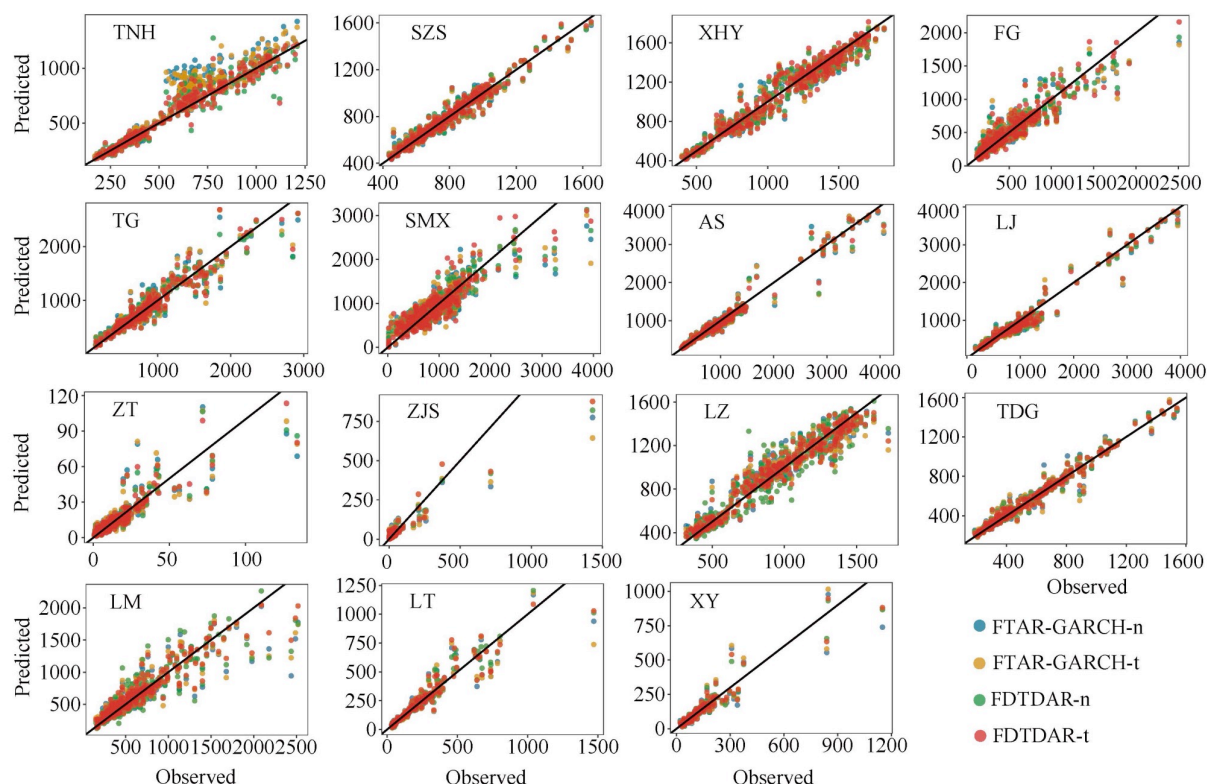 TNH
Predicted
1000
500
250 500 750 1000 1250
SZS
1600
1200
800
400
400 800 1200 1600
XHY
1600
1200
800
400
400 1000 1500
FG
2000
1500
1000
500
0
500 1000 1500 2000 2500
TG
Predicted
2000
1000
1000 2000 3000
SMX
3000
2000
1000
0
0 1000 2000 3000 4000
AS
4000
3000
2000
1000
1000 2000 3000 4000
LJ
4000
3000
2000
1000
0 1000 2000 3000 4000
ZT
Predicted
120
90
60
30
0
0 50 100
ZJS
750
500
250
0
0 500 1000 1500
LZ
1600
1200
800
400
500 1000 1500
TDG
1600
1200
800
400
400 800 1200 1600
Observed
LM
Predicted
2000
1500
1000
500
500 1000 1500 2000 2500
Observed
LT
1250
1000
750
500
250
0
0 500 1000 1500
Observed
XY
1000
750
500
250
0
0 300 600 900 1200
Observed
FTAR-GARCH-n
FTAR-GARCH-t
FDTDAR-n
FDTDAR-t